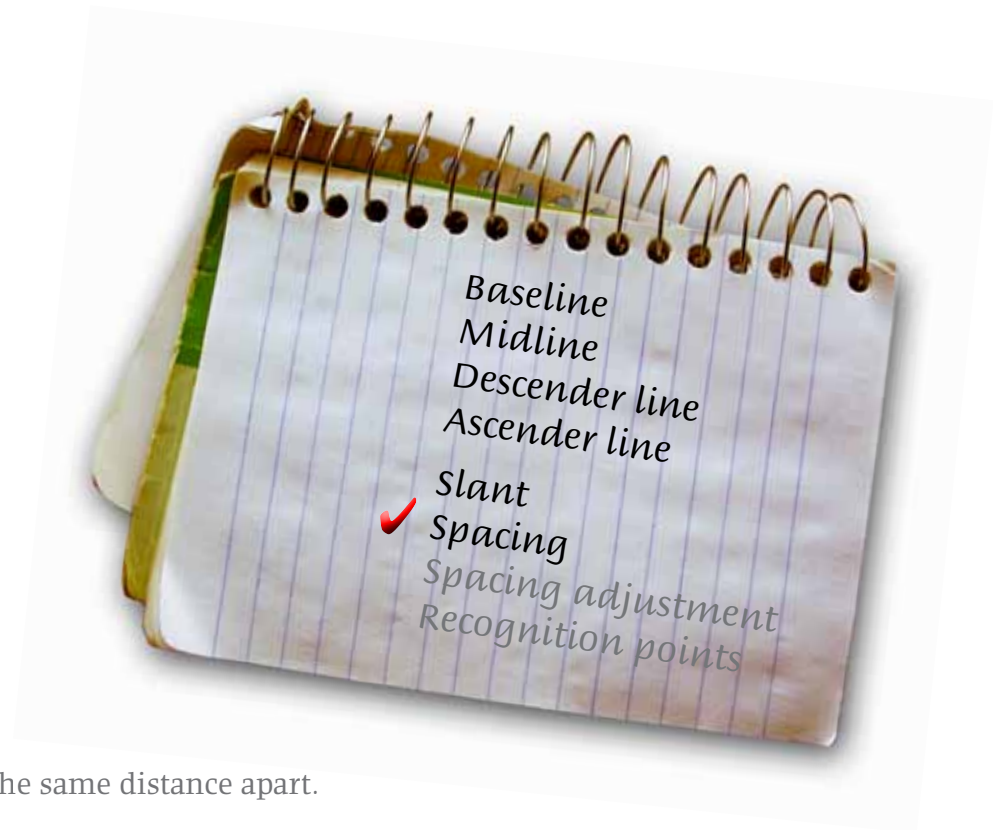 Baseline
Midline
Descender line
Ascender line
Slant
Spacing
Spacing adjustment
Recognition points
he same distance apart.